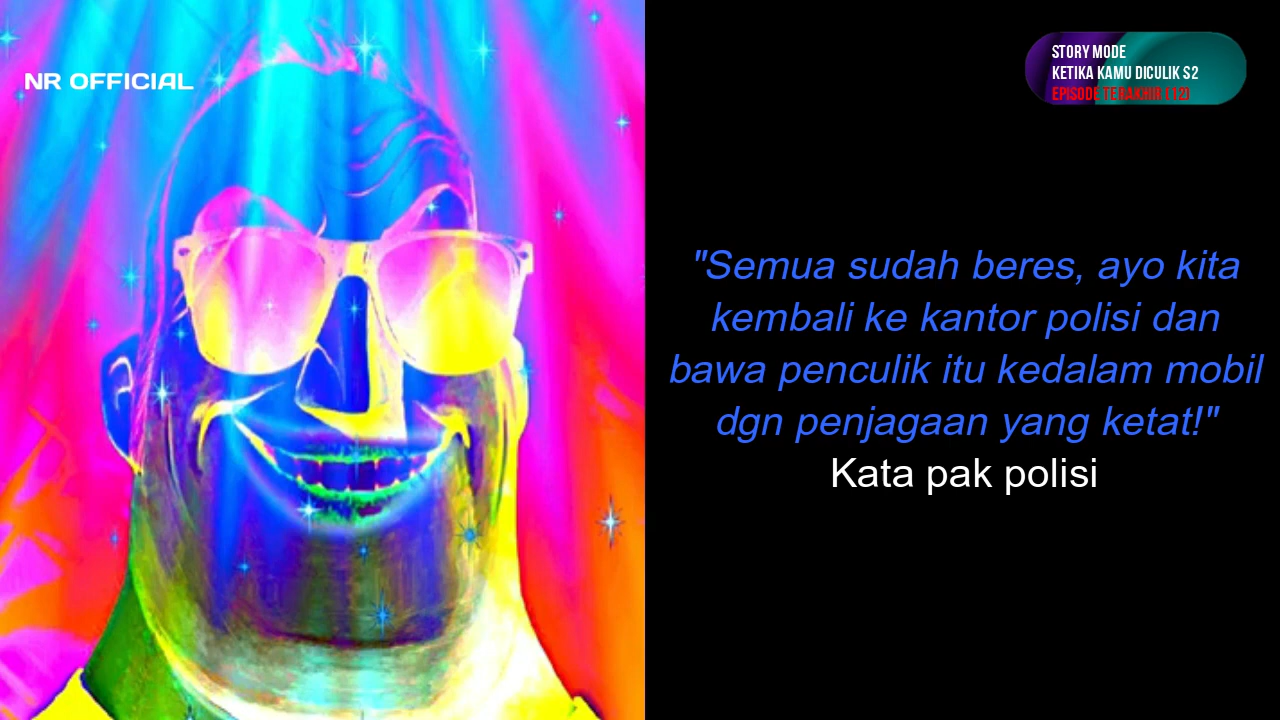 NR OFFICIAL
STORY MODE
KETIKA KAMU DICULIK S2
EPISODE TERAKHIR (12)
"Semua sudah beres, ayo kita
kembali ke kantor polisi dan
bawa penculik itu kedalam mobil
dgn penjagaan yang ketat!"
Kata pak polisi